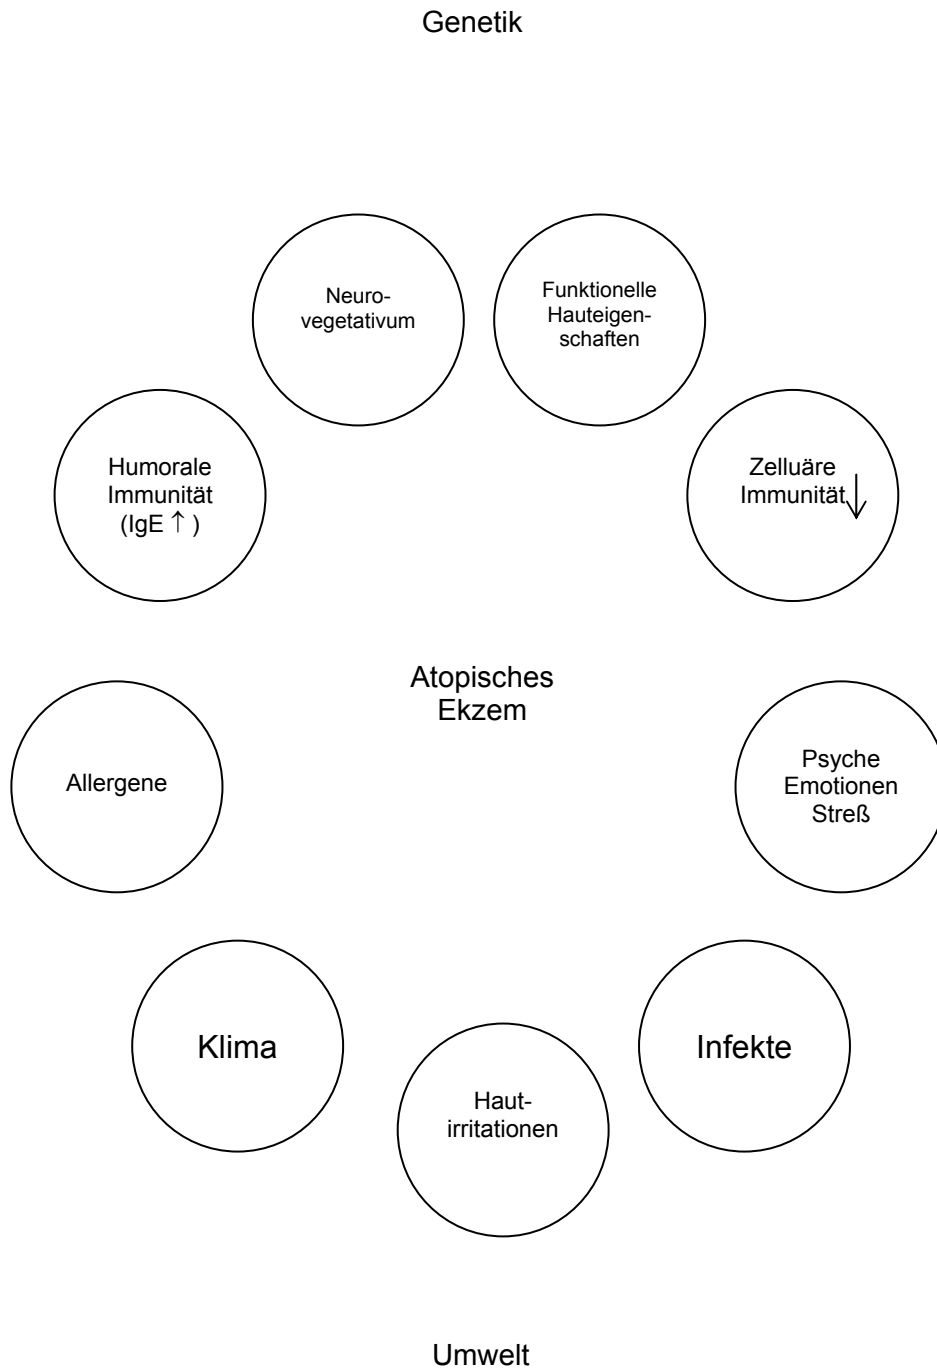 Genetik
Neuro-
vegetativum
Funktionelle
Hauteigen-
schaften
Humorale
Immunität
(IgE ↑ )
Zelluäre
Immunität ↓
Atopisches
Ekzem
Allergene
Psyche
Emotionen
Streß
Klima
Infekte
Haut-
irritationen
Umwelt